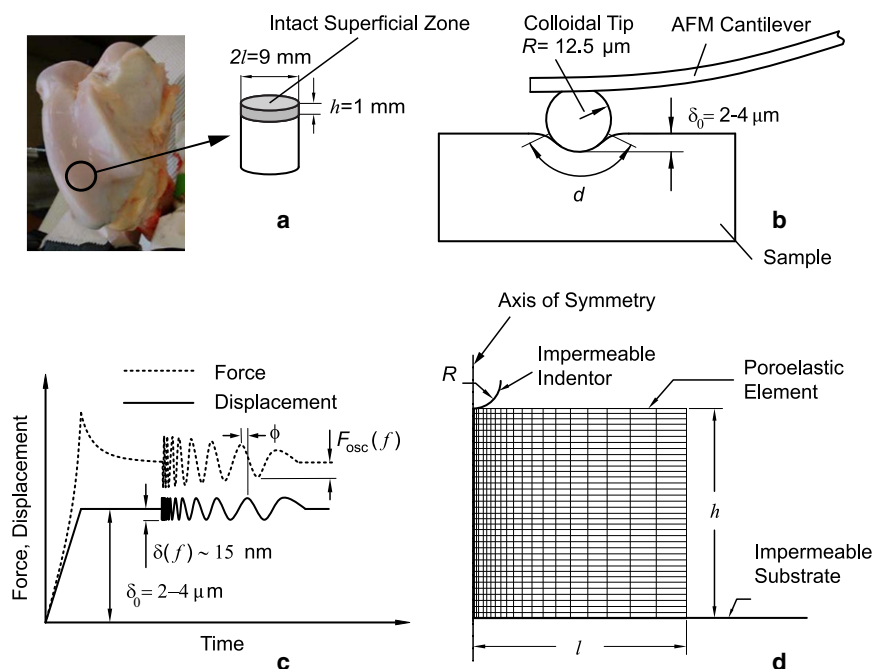 Intact Superficial Zone
2l=9 mm
h=1 mm
a
Colloidal Tip
R= 12.5 μm
AFM Cantilever
δ₀= 2-4 μm
d
b
Sample
Force
Displacement
ϕ
Fosc(f)
δ(f) ~ 15 nm
δ₀ = 2–4 μm
Force, Displacement
Time
c
Axis of Symmetry
Impermeable
Indentor
R
Poroelastic
Element
h
Impermeable
Substrate
l
d